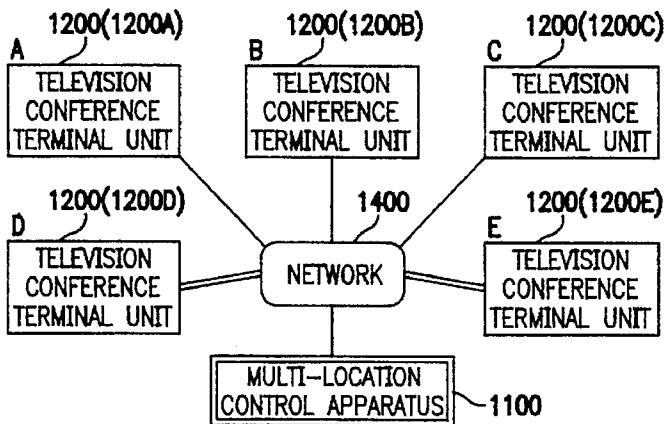 1200(1200A)
1200(1200B)
1200(1200C)
A
B
C
TELEVISION
CONFERENCE
TERMINAL UNIT
TELEVISION
CONFERENCE
TERMINAL UNIT
TELEVISION
CONFERENCE
TERMINAL UNIT
1200(1200D)
1400
1200(1200E)
D
E
TELEVISION
CONFERENCE
TERMINAL UNIT
NETWORK
TELEVISION
CONFERENCE
TERMINAL UNIT
MULTI-LOCATION
CONTROL APPARATUS
1100